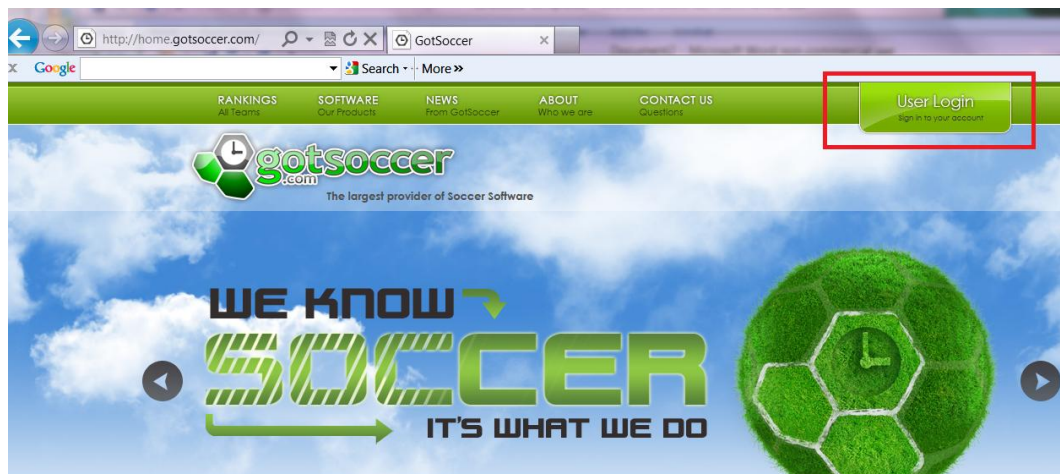 http://home.gotsoccer.com/
GotSoccer
x Google
Search
More »
RANKINGS
All Teams
SOFTWARE
Our Products
NEWS
From GotSoccer
ABOUT
Who we are
CONTACT US
Questions
User Login
Sign in to your account
gotsoccer
.com
The largest provider of Soccer Software
WE KNOW
SOCCER
IT'S WHAT WE DO